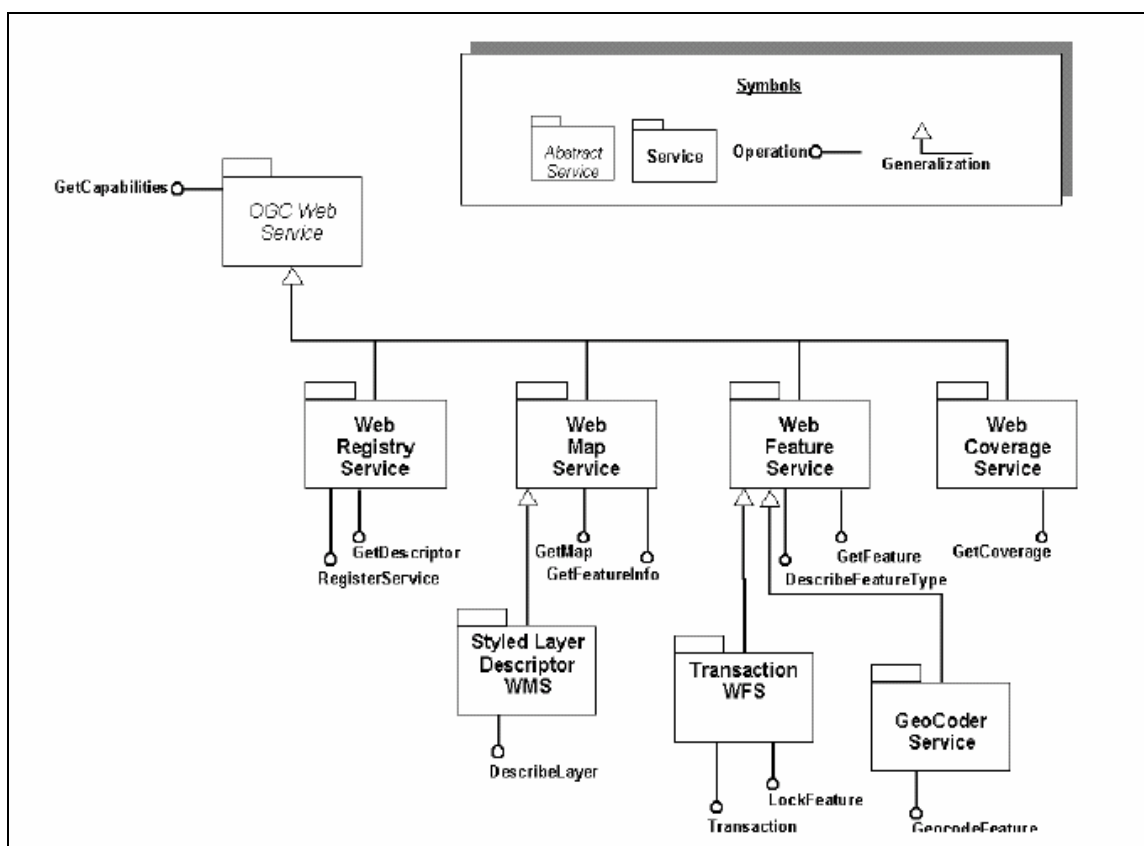 Symbols
Abstract
Service
Service
Operation
Generalization
GetCapabilities
OGC Web
Service
Web
Registry
Service
Web
Map
Service
Web
Feature
Service
Web
Coverage
Service
GetDescriptor
RegisterService
GetMap
GetFeatureInfo
GetFeature
DescribeFeatureType
GetCoverage
Styled Layer
Descriptor
WMS
Transaction
WFS
GeoCoder
Service
DescribeLayer
LockFeature
Transaction
GeocodeFeature